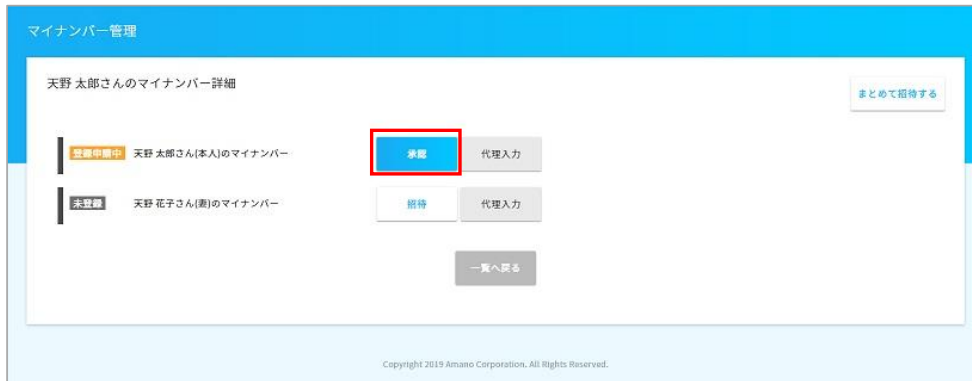 マイナンバー管理
天野 太郎さんのマイナンバー詳細
まとめて招待する
登録申請中 天野 太郎さん(本人)のマイナンバー 承認 代理入力
未登録 天野 花子さん(妻)のマイナンバー 招待 代理入力
一覧へ戻る
Copyright 2019 Amano Corporation. All Rights Reserved.